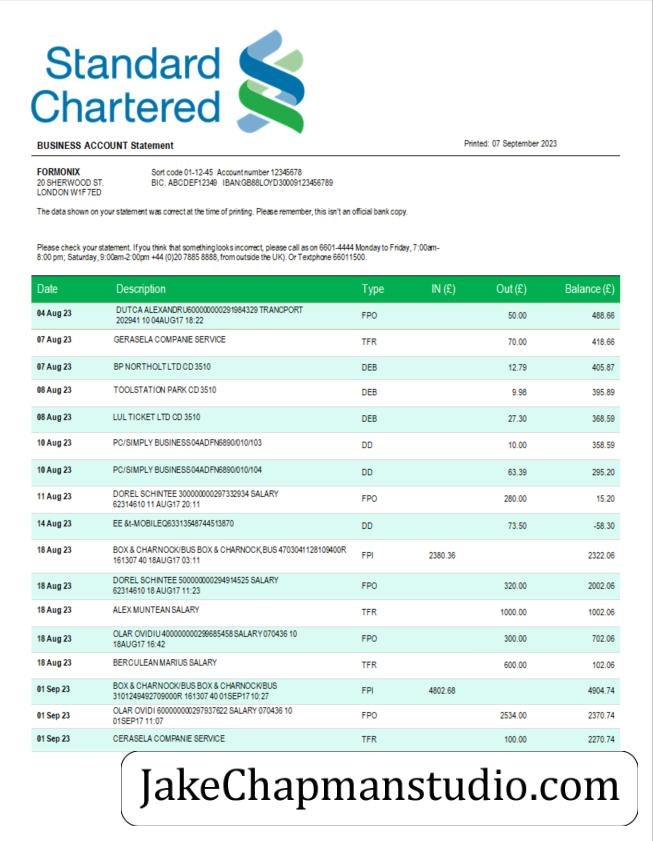 Standard
Chartered
BUSINESS ACCOUNT Statement
Printed: 07 September 2023
FORMONIX Sort code 01-12-45 Account number 12345678
20 SHERWOOD ST. BIC. ABCDEF12349 IBAN:GB88LOYD30009123456789
LONDON W1F 7ED
The data shown on your statement was correct at the time of printing. Please remember, this isn't an official bank copy.
Please check your statement. If you think that something looks incorrect, please call as on 6601-4444 Monday to Friday, 7:00am-
8:00 pm; Saturday, 9:00am-2:00pm +44 (0)20 7885 8888, from outside the UK). Or Textphone 66011500.
Date Description Type IN (£) Out (£) Balance (£)
04 Aug 23 DUTCA ALEXANDRU600000000291984329 TRANCPORT FPO 50.00 488.66
202941 10 04AUG17 18:22
07 Aug 23 GERASELA COMPANIE SERVICE TFR 70.00 418.66
07 Aug 23 BP NORTHOLT LTD CD 3510 DEB 12.79 405.87
08 Aug 23 TOOLSTATION PARK CD 3510 DEB 9.98 395.89
08 Aug 23 LUL TICKET LTD CD 3510 DEB 27.30 368.59
10 Aug 23 PC/SIMPLY BUSINESS04ADFN6890/010/103 DD 10.00 358.59
10 Aug 23 PC/SIMPLY BUSINESS04ADFN6890/010/104 DD 63.39 295.20
11 Aug 23 DOREL SCHINTEE 300000000297332934 SALARY FPO 280.00 15.20
62314610 11 AUG17 20:11
14 Aug 23 EE &t-MOBILEQ63313548744513870 DD 73.50 -58.30
18 Aug 23 BOX & CHARNOCK/BUS BOX & CHARNOCK,BUS 4703041128109400R FPI 2380.36 2322.06
161307 40 18AUG17 03:11
18 Aug 23 DOREL SCHINTEE 500000000294914525 SALARY FPO 320.00 2002.06
62314610 18 AUG17 11:23
18 Aug 23 ALEX MUNTEAN SALARY TFR 1000.00 1002.06
18 Aug 23 OLAR OVIDIU 400000000299685458 SALARY 070436 10 FPO 300.00 702.06
18AUG17 16:42
18 Aug 23 BERCULEAN MARIUS SALARY TFR 600.00 102.06
01 Sep 23 BOX & CHARNOCK/BUS BOX & CHARNOCK/BUS FPI 4802.68 4904.74
3101249492709000R 161307 40 01SEP17 10:27
01 Sep 23 OLAR OVIDI 600000000297937622 SALARY 070436 10 FPO 2534.00 2370.74
01SEP17 11:07
01 Sep 23 CERASELA COMPANIE SERVICE TFR 100.00 2270.74
JakeChapmanstudio.com